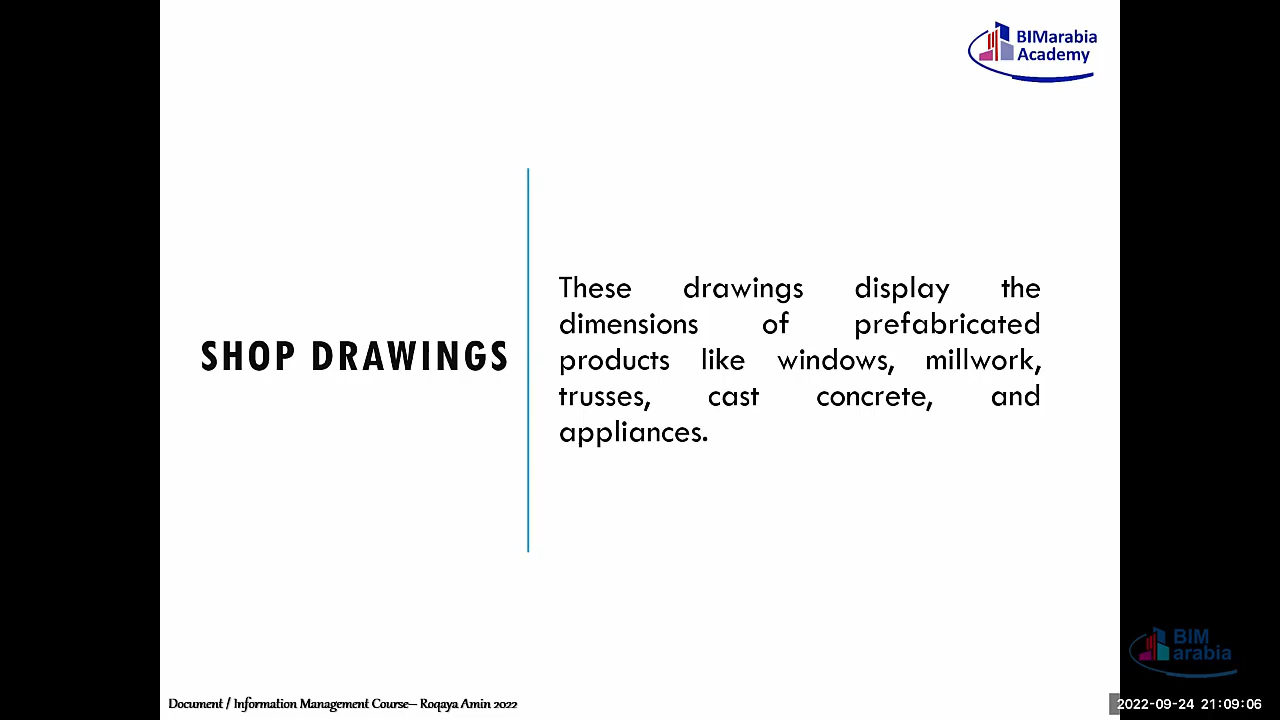 BIMarabia
Academy
SHOP DRAWINGS
These drawings display the
dimensions of prefabricated
products like windows, millwork,
trusses, cast concrete, and
appliances.
BIM
arabia
Document / Information Management Course– Roqaya Amin 2022
2022-09-24 21:09:06